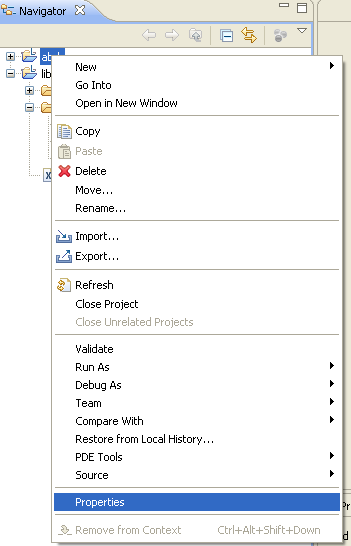 Navigator
lib
New
Go Into
Open in New Window
Copy
Paste
Delete
Move...
Rename...
Import...
Export...
Refresh
Close Project
Close Unrelated Projects
Validate
Run As
Debug As
Team
Compare With
Restore from Local History...
PDE Tools
Source
Properties
Remove from Context Ctrl+Alt+Shift+Down